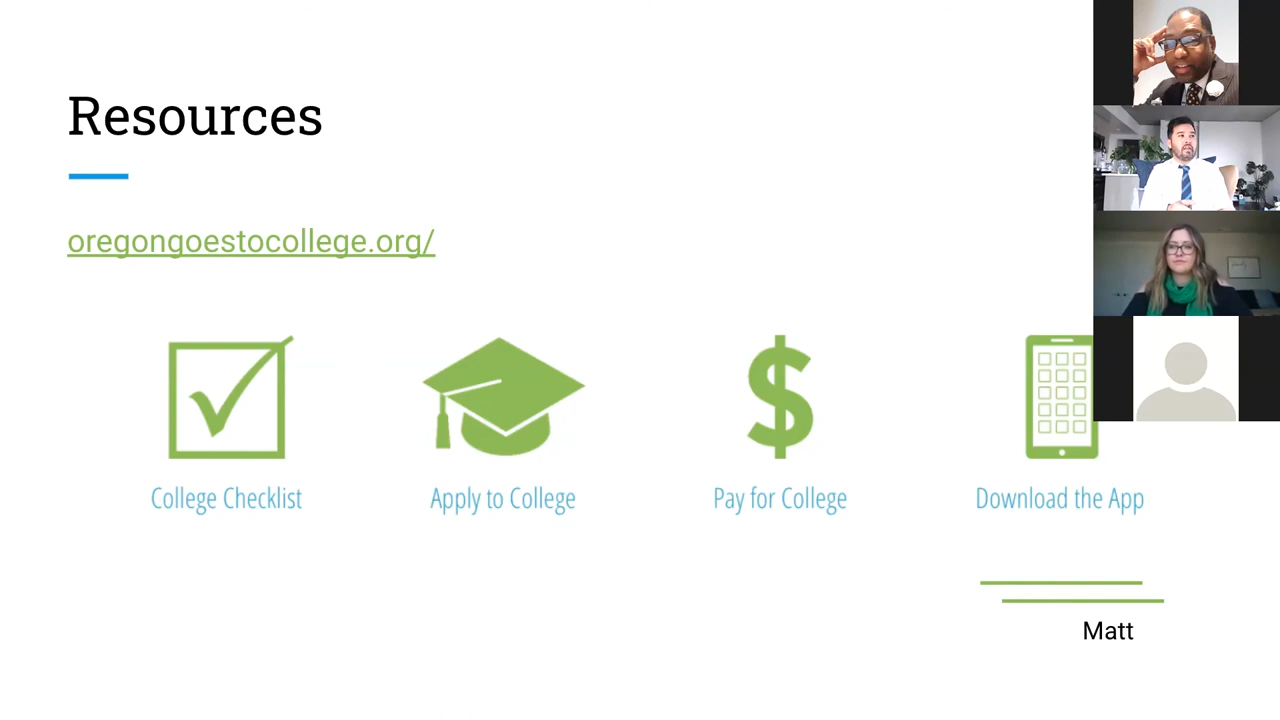 Resources
oregongoestocollege.org/
College Checklist
Apply to College
Pay for College
Download the App
Matt